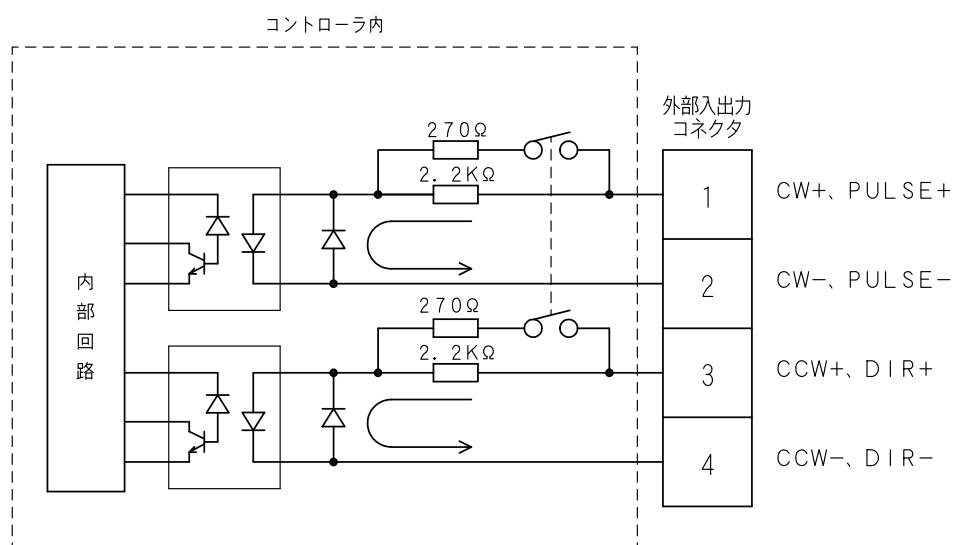 コントローラ内
外部入出力
コネクタ
270Ω
2.2KΩ
1
CW+、PULSE+
2
CW−、PULSE−
内部回路
270Ω
2.2KΩ
3
CCW+、DIR+
4
CCW−、DIR−